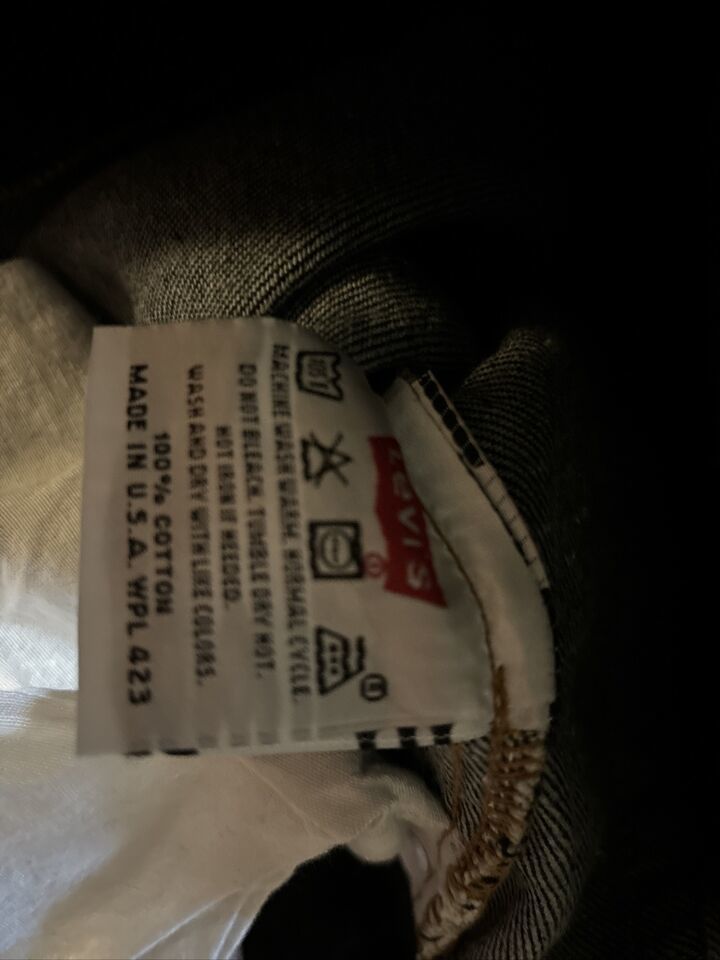 LEVI'S
MACHINE WASH WARM. NORMAL CYCLE.
DO NOT BLEACH. TUMBLE DRY HOT.
HOT IRON IF NEEDED.
WASH AND DRY WITH LIKE COLORS.
100% COTTON
MADE IN U.S.A. WPL 423